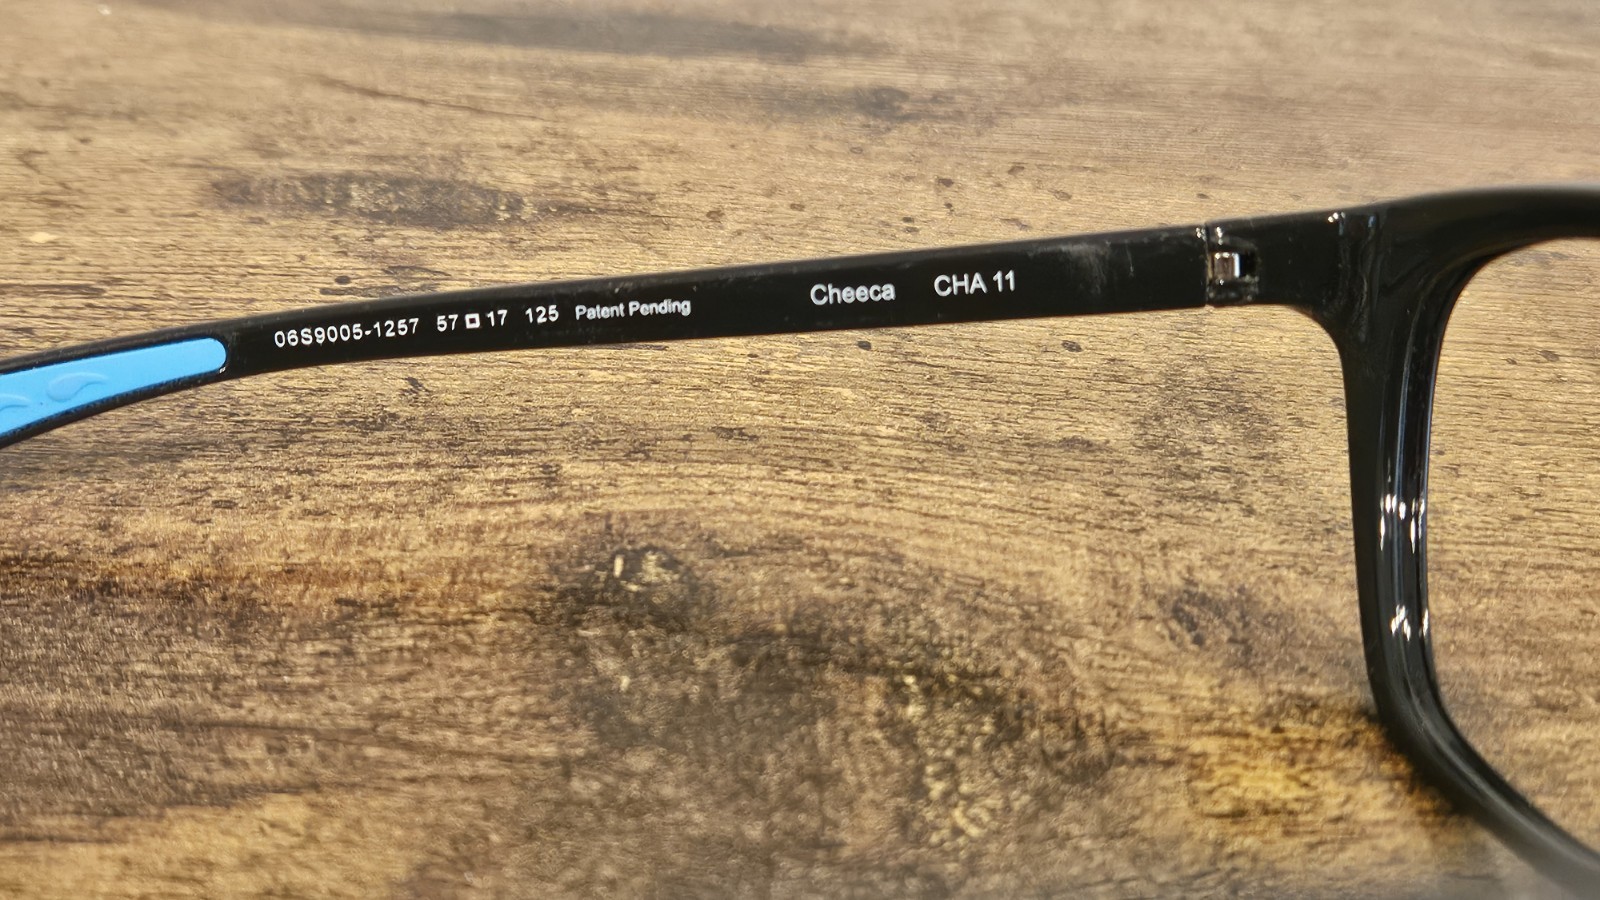 06S9005-1257 57□17 125 Patent Pending Cheeca CHA 11